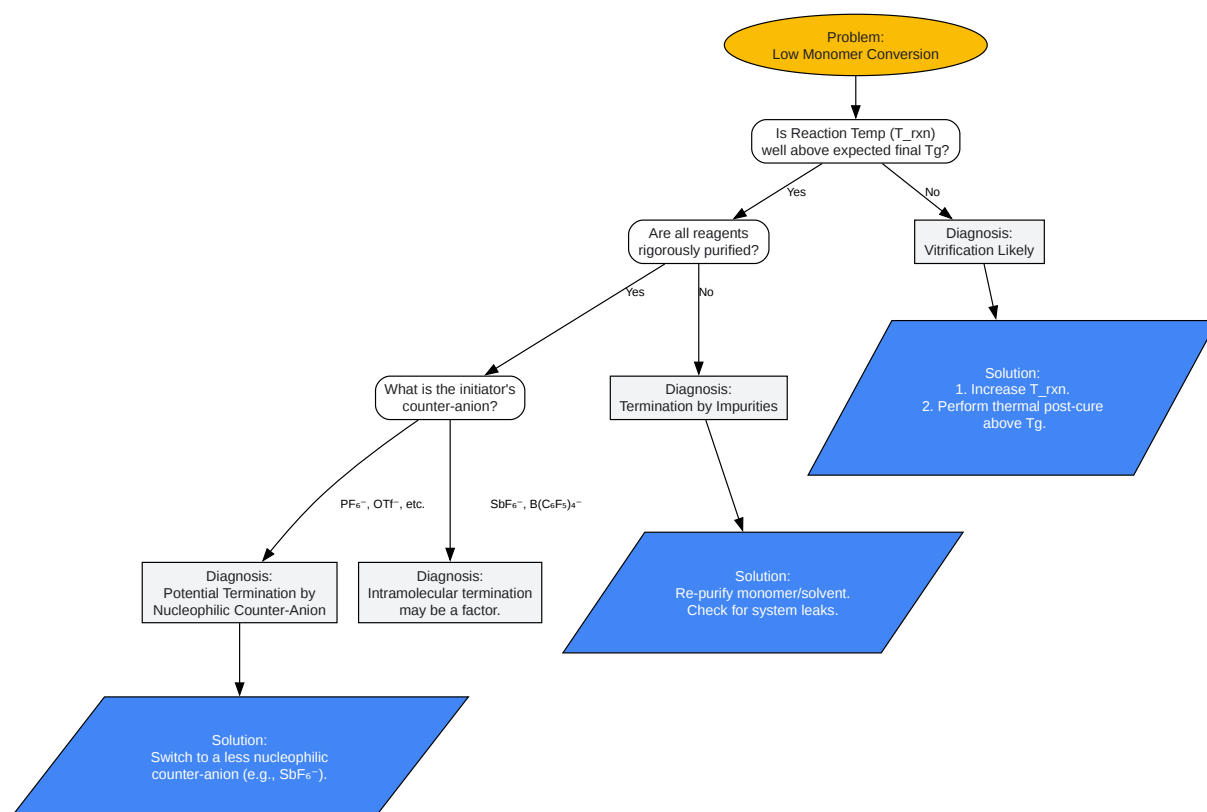 Problem:
Low Monomer Conversion
Is Reaction Temp (T_rxn)
well above expected final Tg?
Yes
No
Are all reagents
rigorously purified?
Diagnosis:
Vitrification Likely
Yes
No
Solution:
1. Increase T_rxn.
2. Perform thermal post-cure
above Tg.
What is the initiator's
counter-anion?
Diagnosis:
Termination by Impurities
PF₆⁻, OTf⁻, etc.
SbF₆⁻, B(C₆F₅)₄⁻
Diagnosis:
Potential Termination by
Nucleophilic Counter-Anion
Diagnosis:
Intramolecular termination
may be a factor.
Solution:
Re-purify monomer/solvent.
Check for system leaks.
Solution:
Switch to a less nucleophilic
counter-anion (e.g., SbF₆⁻).